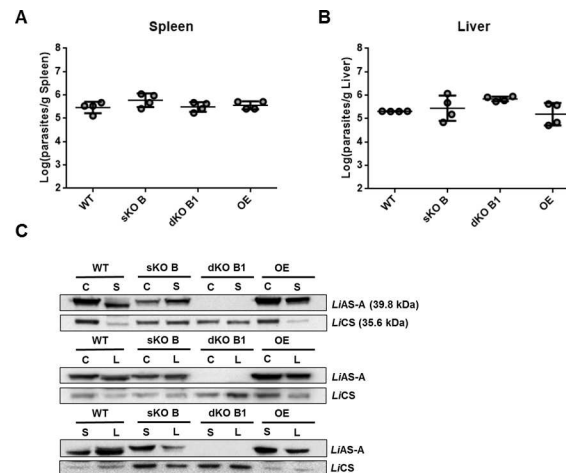 A
Spleen
Log(parasites/g Spleen)
8
7
6
5
4
3
2
WT
sKO B
dKO B1
OE
B
Liver
Log(parasites/g Liver)
8
7
6
5
4
3
2
WT
sKO B
dKO B1
OE
C
WT sKO B dKO B1 OE
C S C S C S C S
LiAS-A (39.8 kDa)
LiCS (35.6 kDa)
WT sKO B dKO B1 OE
C L C L C L C L
LiAS-A
LiCS
WT sKO B dKO B1 OE
S L S L S L S L
LiAS-A
LiCS